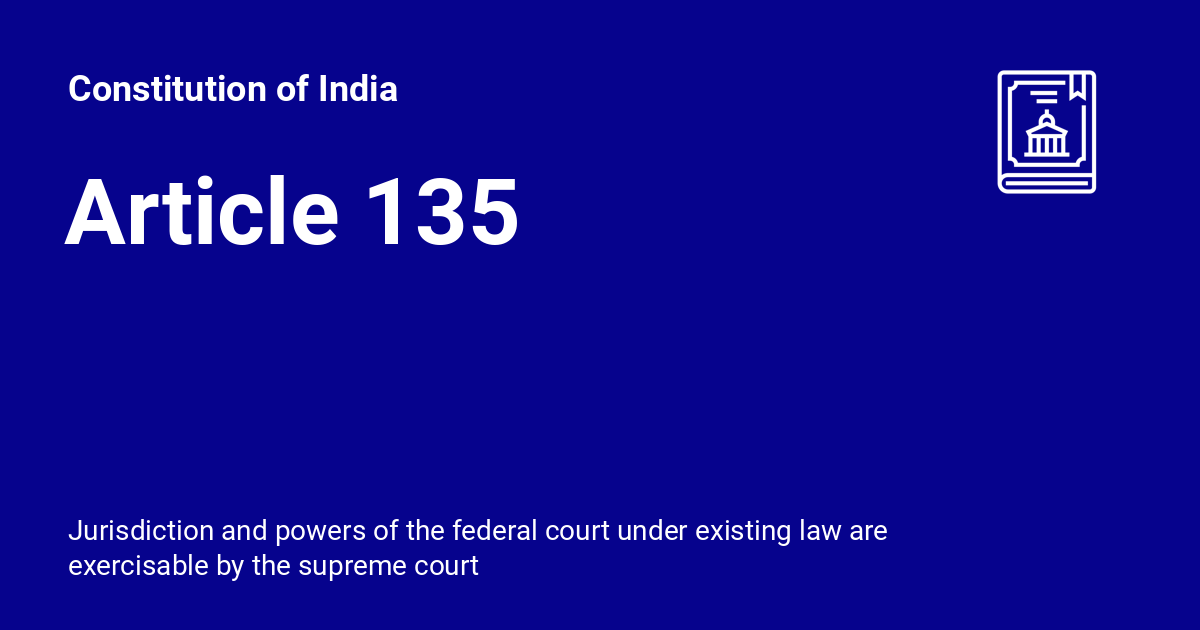 Constitution of India
Article 135
Jurisdiction and powers of the federal court under existing law are
exercisable by the supreme court